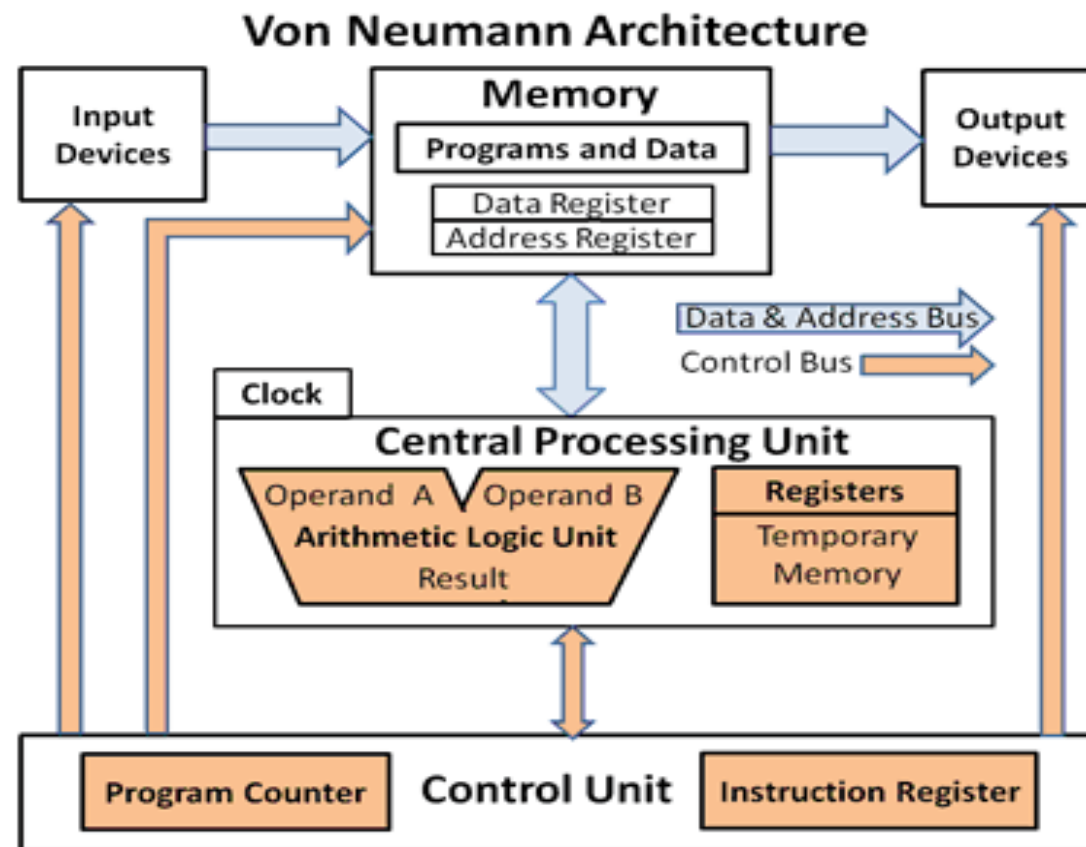 Von Neumann Architecture
Input
Devices
Memory
Programs and Data
Data Register
Address Register
Output
Devices
Data & Address Bus
Control Bus
Clock
Central Processing Unit
Operand A
Operand B
Arithmetic Logic Unit
Result
Registers
Temporary
Memory
Program Counter
Control Unit
Instruction Register